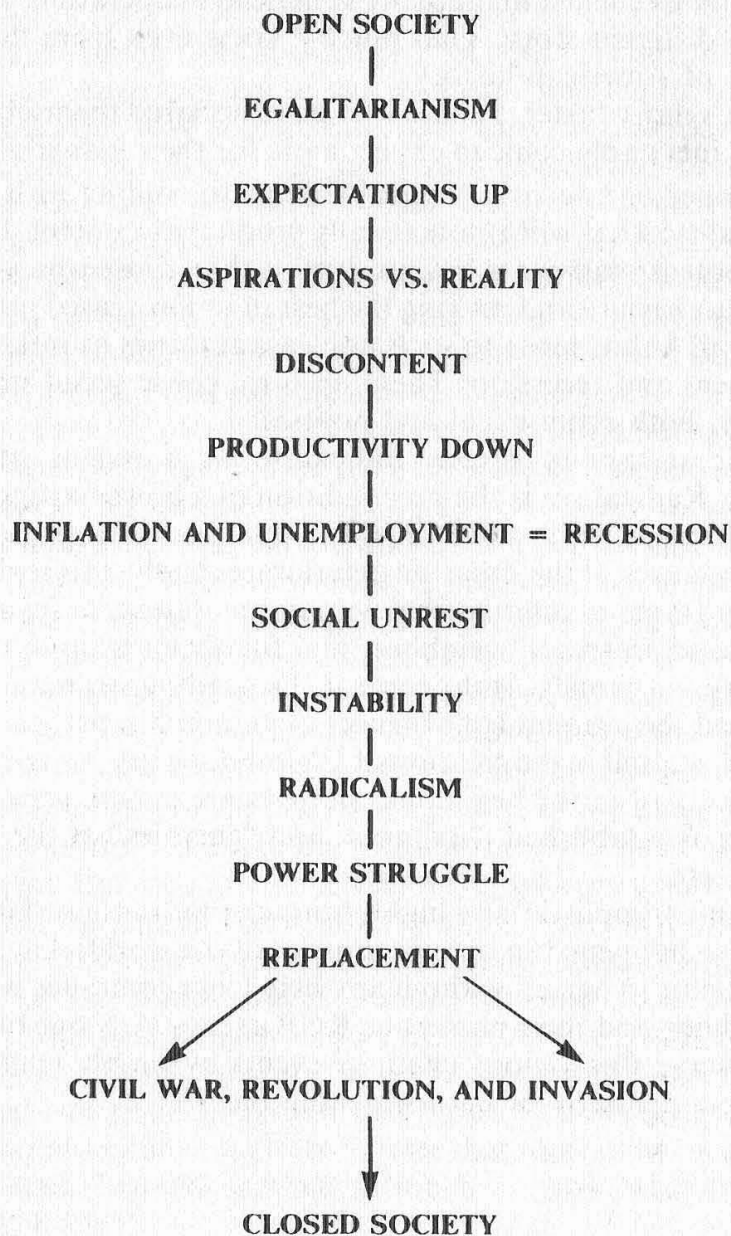 OPEN SOCIETY
EGALITARIANISM
EXPECTATIONS UP
ASPIRATIONS VS. REALITY
DISCONTENT
PRODUCTIVITY DOWN
INFLATION AND UNEMPLOYMENT = RECESSION
SOCIAL UNREST
INSTABILITY
RADICALISM
POWER STRUGGLE
REPLACEMENT
CIVIL WAR, REVOLUTION, AND INVASION
CLOSED SOCIETY